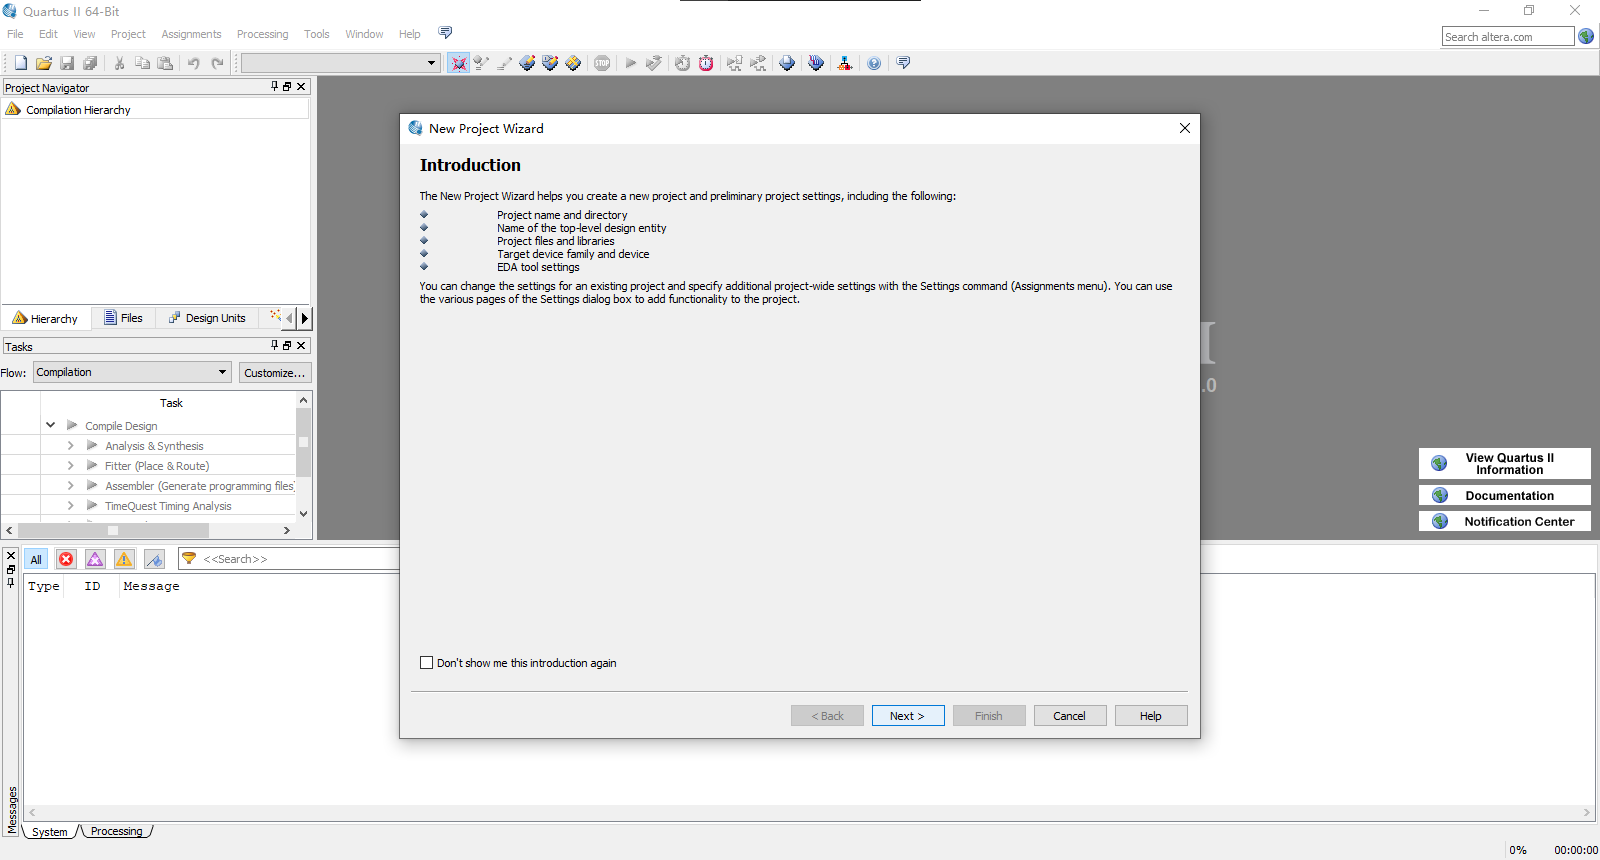 Quartus II 64-Bit
File Edit View Project Assignments Processing Tools Window Help
Search altera.com
STOP
Project Navigator
Compilation Hierarchy
Hierarchy Files Design Units
Tasks
Flow: Compilation Customize...
Task
Compile Design
Analysis & Synthesis
Fitter (Place & Route)
Assembler (Generate programming files)
TimeQuest Timing Analysis
New Project Wizard
Introduction
The New Project Wizard helps you create a new project and preliminary project settings, including the following:
Project name and directory
Name of the top-level design entity
Project files and libraries
Target device family and device
EDA tool settings
You can change the settings for an existing project and specify additional project-wide settings with the Settings command (Assignments menu). You can use
the various pages of the Settings dialog box to add functionality to the project.
Don't show me this introduction again
< Back Next > Finish Cancel Help
I
.0
View Quartus II
Information
Documentation
Notification Center
All <<Search>>
Type ID Message
Messages
System Processing
0% 00:00:00